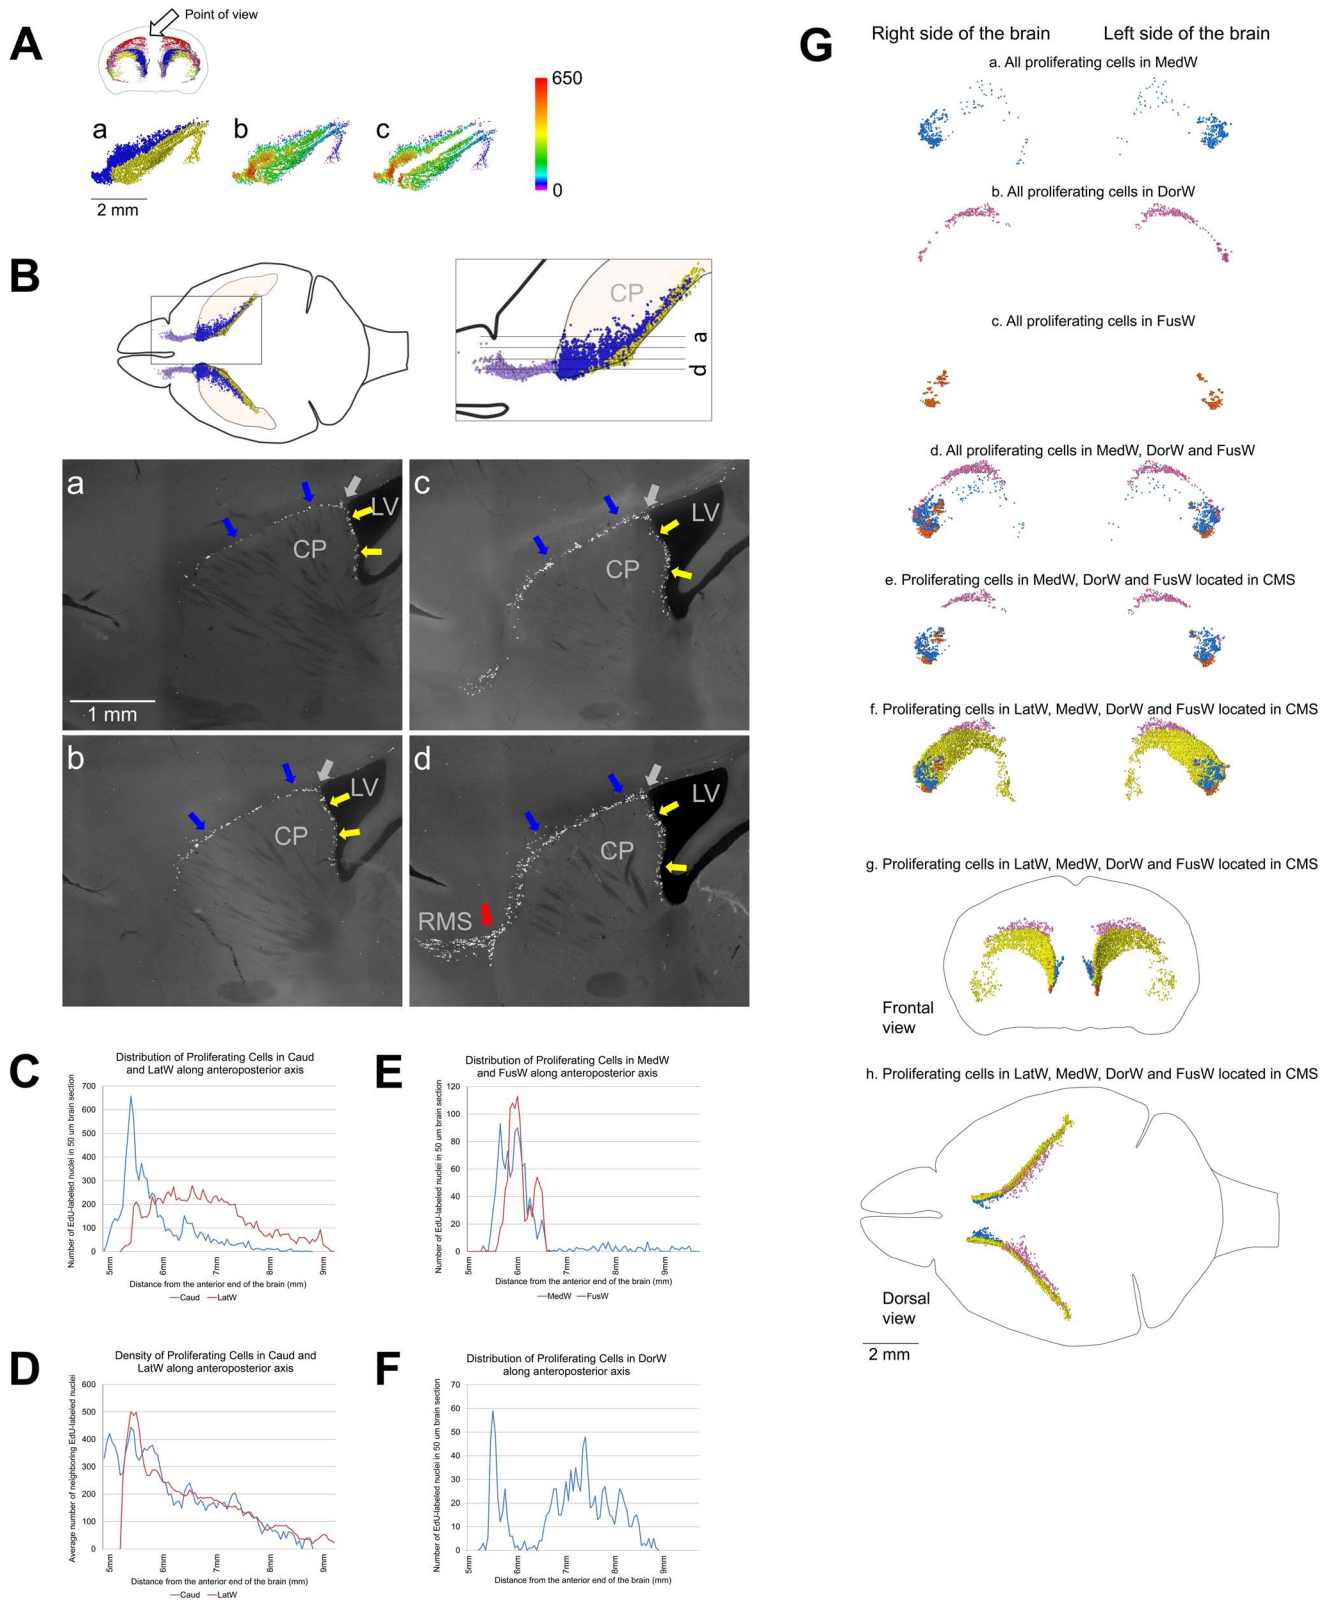 A
Point of view
a
b
c
650
0
2 mm
B
CP
a
d
a
LV
CP
1 mm
c
LV
CP
b
LV
CP
d
LV
CP
RMS
C
Distribution of Proliferating Cells in Caud
and LatW along anteroposterior axis
Number of EdU-labeled nuclei in 50 um brain section
700
600
500
400
300
200
100
0
5mm
6mm
7mm
8mm
9mm
Distance from the anterior end of the brain (mm)
Caud
LatW
E
Distribution of Proliferating Cells in MedW
and FusW along anteroposterior axis
Number of EdU-labeled nuclei in 50 um brain section
120
100
80
60
40
20
0
5mm
6mm
7mm
8mm
9mm
Distance from the anterior end of the brain (mm)
MedW
FusW
D
Density of Proliferating Cells in Caud and
LatW along anteroposterior axis
Average number of neighboring EdU-labeled nuclei
600
500
400
300
200
100
0
5mm
6mm
7mm
8mm
9mm
Distance from the anterior end of the brain (mm)
Caud
LatW
F
Distribution of Proliferating Cells in DorW
along anteroposterior axis
Number of EdU-labeled nuclei in 50 um brain section
70
60
50
40
30
20
10
0
5mm
6mm
7mm
8mm
9mm
Distance from the anterior end of the brain (mm)
G
Right side of the brain
Left side of the brain
a. All proliferating cells in MedW
b. All proliferating cells in DorW
c. All proliferating cells in FusW
d. All proliferating cells in MedW, DorW and FusW
e. Proliferating cells in MedW, DorW and FusW located in CMS
f. Proliferating cells in LatW, MedW, DorW and FusW located in CMS
g. Proliferating cells in LatW, MedW, DorW and FusW located in CMS
Frontal
view
h. Proliferating cells in LatW, MedW, DorW and FusW located in CMS
Dorsal
view
2 mm